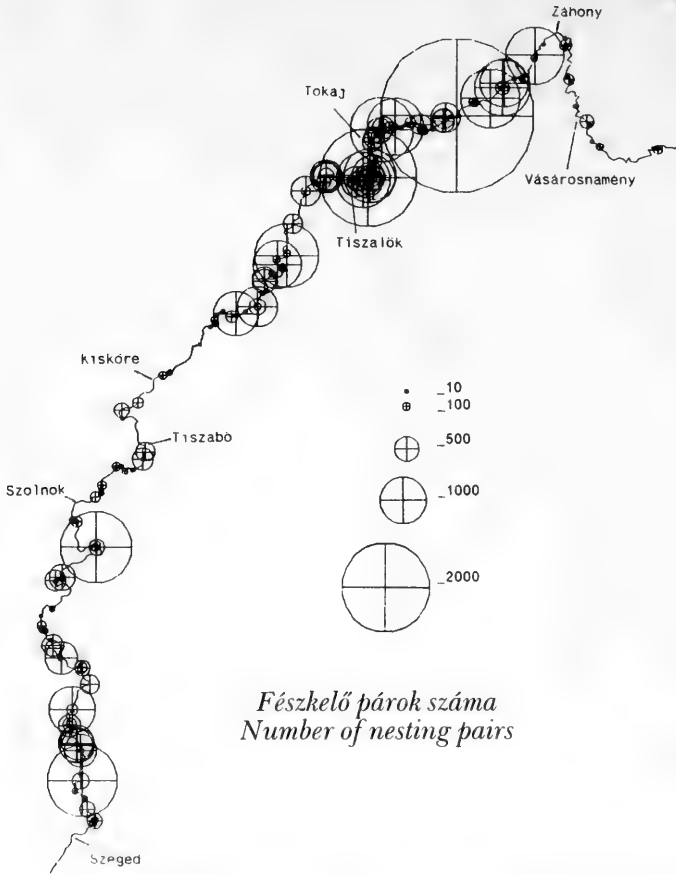 Záhony
Tokaj
Vásárosnamény
Tiszalök
Kisköre
_10
_100
Tiszabő
_500
Szolnok
_1000
_2000
Fészkelő párok száma
Number of nesting pairs
Szeged